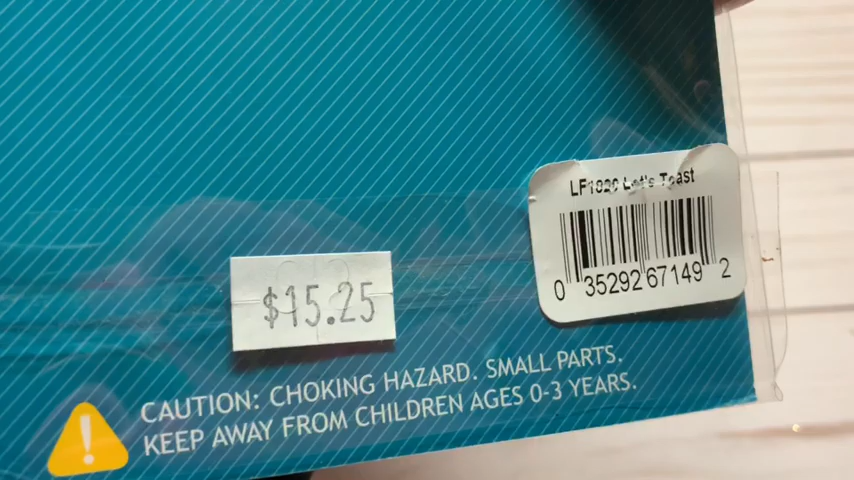 LF1020 Let's Toast
0 35292 67149 2
$15.25
CAUTION: CHOKING HAZARD. SMALL PARTS.
KEEP AWAY FROM CHILDREN AGES 0-3 YEARS.